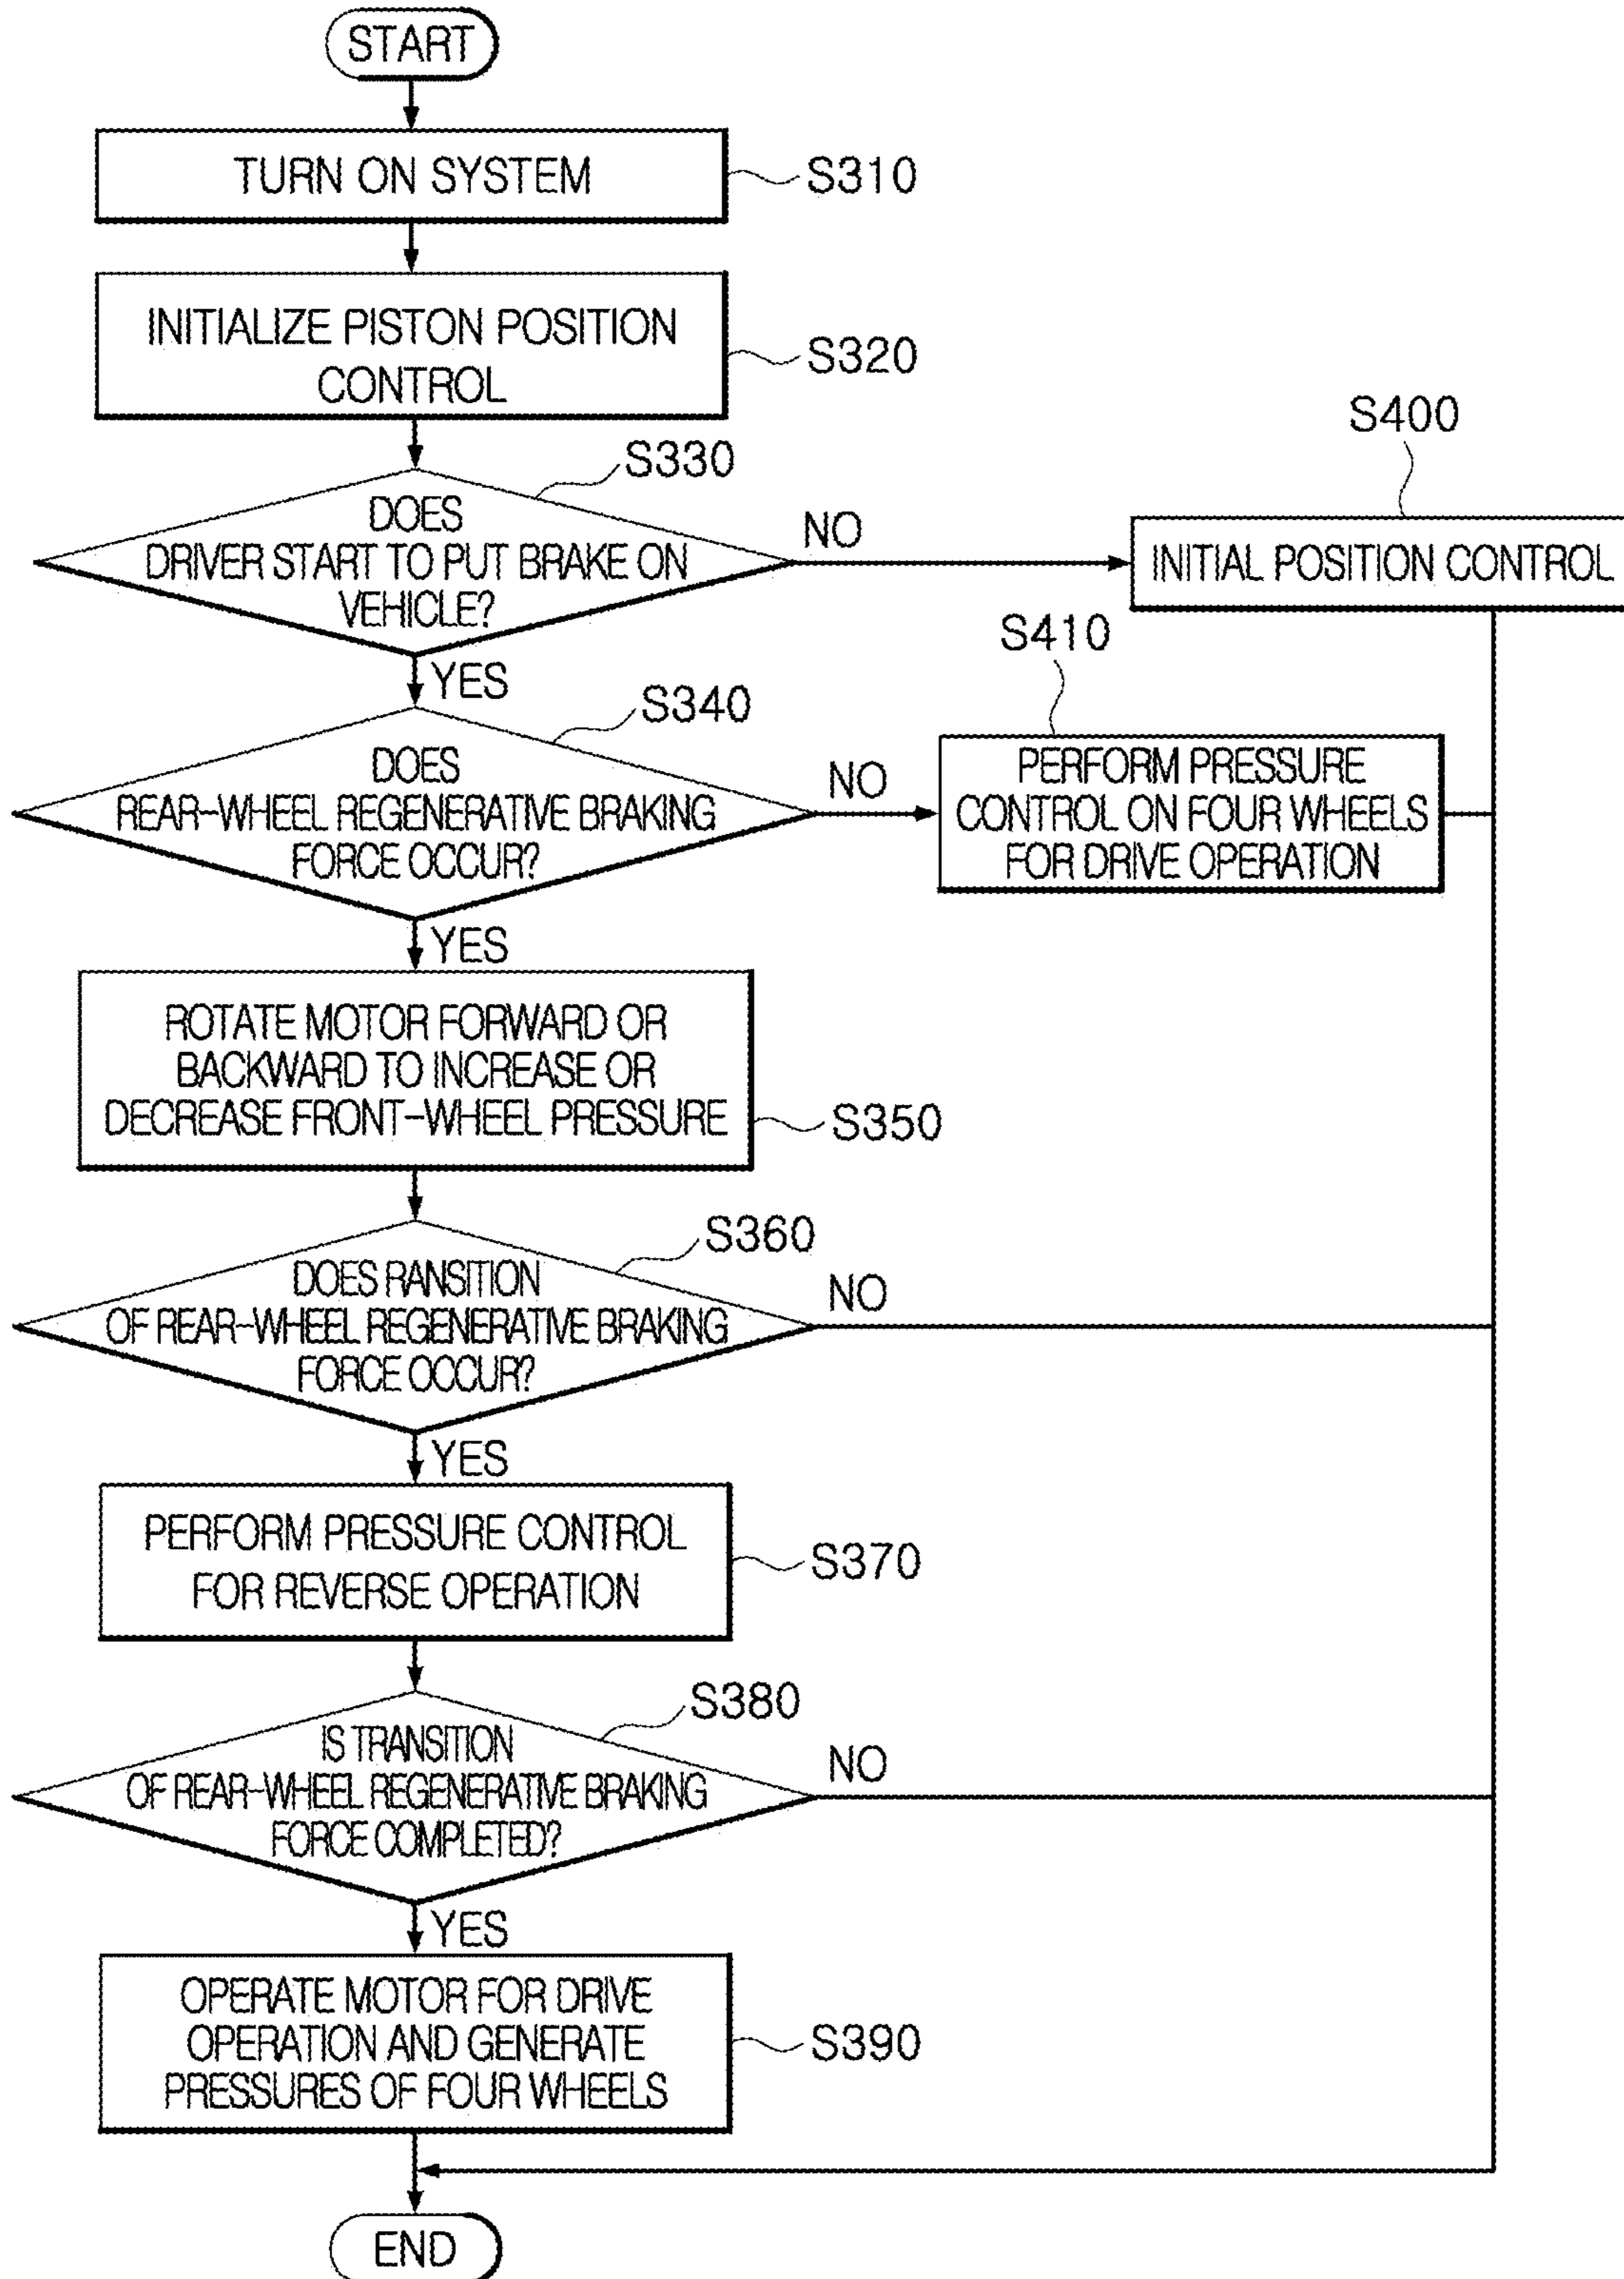 START
TURN ON SYSTEM
S310
INITIALIZE PISTON POSITION
CONTROL
S320
S330
DOES
DRIVER START TO PUT BRAKE ON
VEHICLE?
NO
S400
INITIAL POSITION CONTROL
YES
S340
DOES
REAR-WHEEL REGENERATIVE BRAKING
FORCE OCCUR?
NO
S410
PERFORM PRESSURE
CONTROL ON FOUR WHEELS
FOR DRIVE OPERATION
YES
ROTATE MOTOR FORWARD OR
BACKWARD TO INCREASE OR
DECREASE FRONT-WHEEL PRESSURE
S350
S360
DOES RANSITION
OF REAR-WHEEL REGENERATIVE BRAKING
FORCE OCCUR?
NO
YES
PERFORM PRESSURE CONTROL
FOR REVERSE OPERATION
S370
S380
IS TRANSITION
OF REAR-WHEEL REGENERATIVE BRAKING
FORCE COMPLETED?
NO
YES
OPERATE MOTOR FOR DRIVE
OPERATION AND GENERATE
PRESSURES OF FOUR WHEELS
S390
END